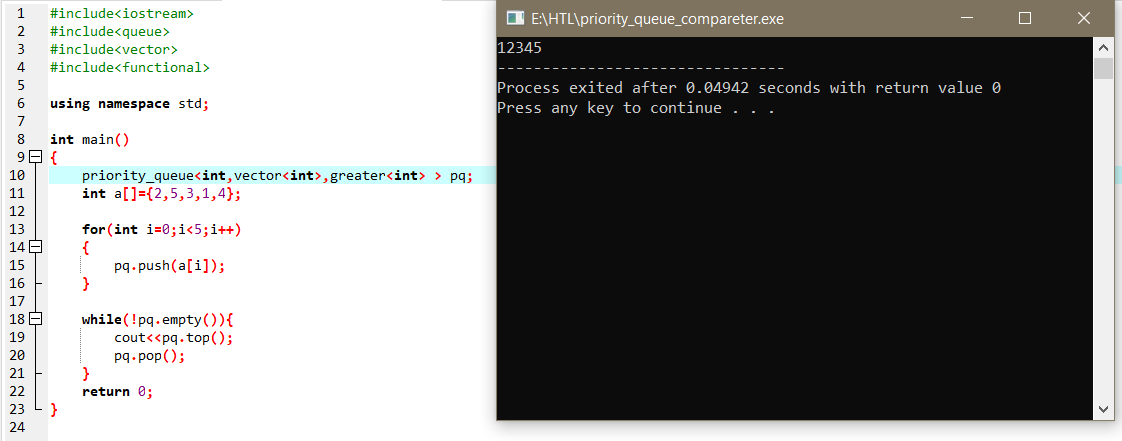 1 #include<iostream>
2 #include<queue>
3 #include<vector>
4 #include<functional>
5
6 using namespace std;
7
8 int main()
9 {
10 priority_queue<int,vector<int>,greater<int> > pq;
11 int a[]={2,5,3,1,4};
12
13 for(int i=0;i<5;i++)
14 {
15 pq.push(a[i]);
16 }
17
18 while(!pq.empty()){
19 cout<<pq.top();
20 pq.pop();
21 }
22 return 0;
23 }
24
E:\HTL\priority_queue_compareter.exe
12345
--------------------------------
Process exited after 0.04942 seconds with return value 0
Press any key to continue . . .